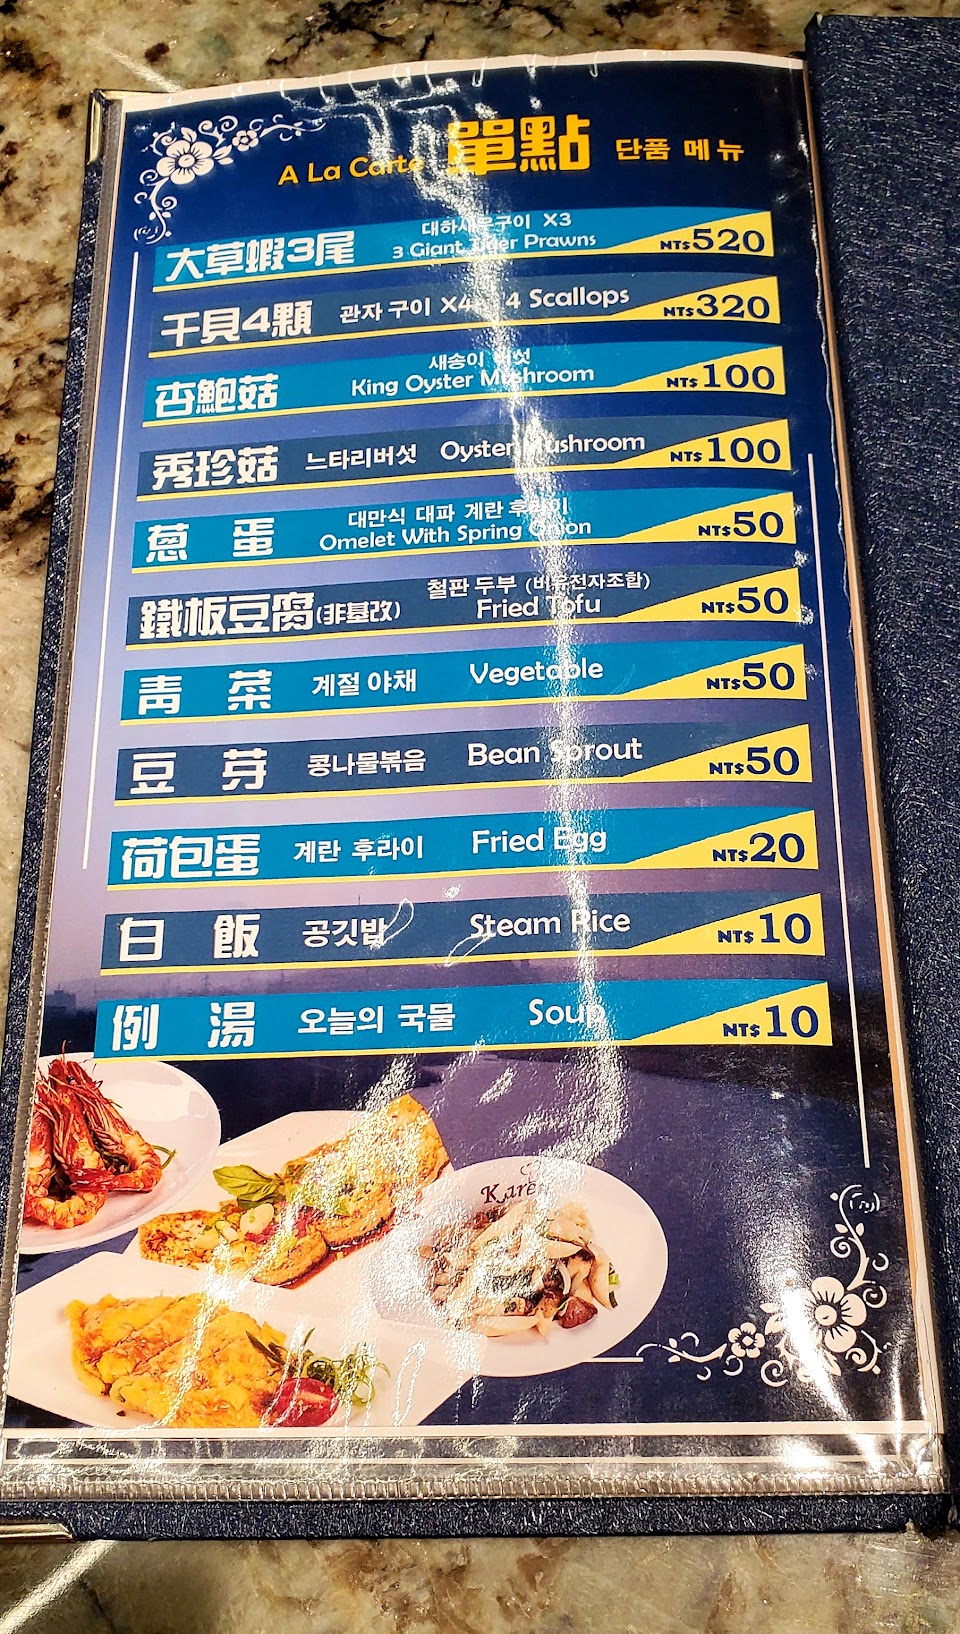 A La Carte 單點 단품 메뉴
대하새우구이 X3
大草蝦3尾 3 Giant Tiger Prawns NT$520
干貝4顆 관자 구이 X4 4 Scallops NT$320
새송이 버섯
杏鮑菇 King Oyster Mushroom NT$100
秀珍菇 느타리버섯 Oyster Mushroom NT$100
대만식 대파 계란 후라이
蔥蛋 Omelet With Spring Onion NT$50
철판 두부 (비유전자조합)
鐵板豆腐(非基改) Fried Tofu NT$50
青菜 계절 야채 Vegetable NT$50
豆芽 콩나물볶음 Bean Sprout NT$50
荷包蛋 계란 후라이 Fried Egg NT$20
白飯 공깃밥 Steam Rice NT$10
例湯 오늘의 국물 Soup NT$10